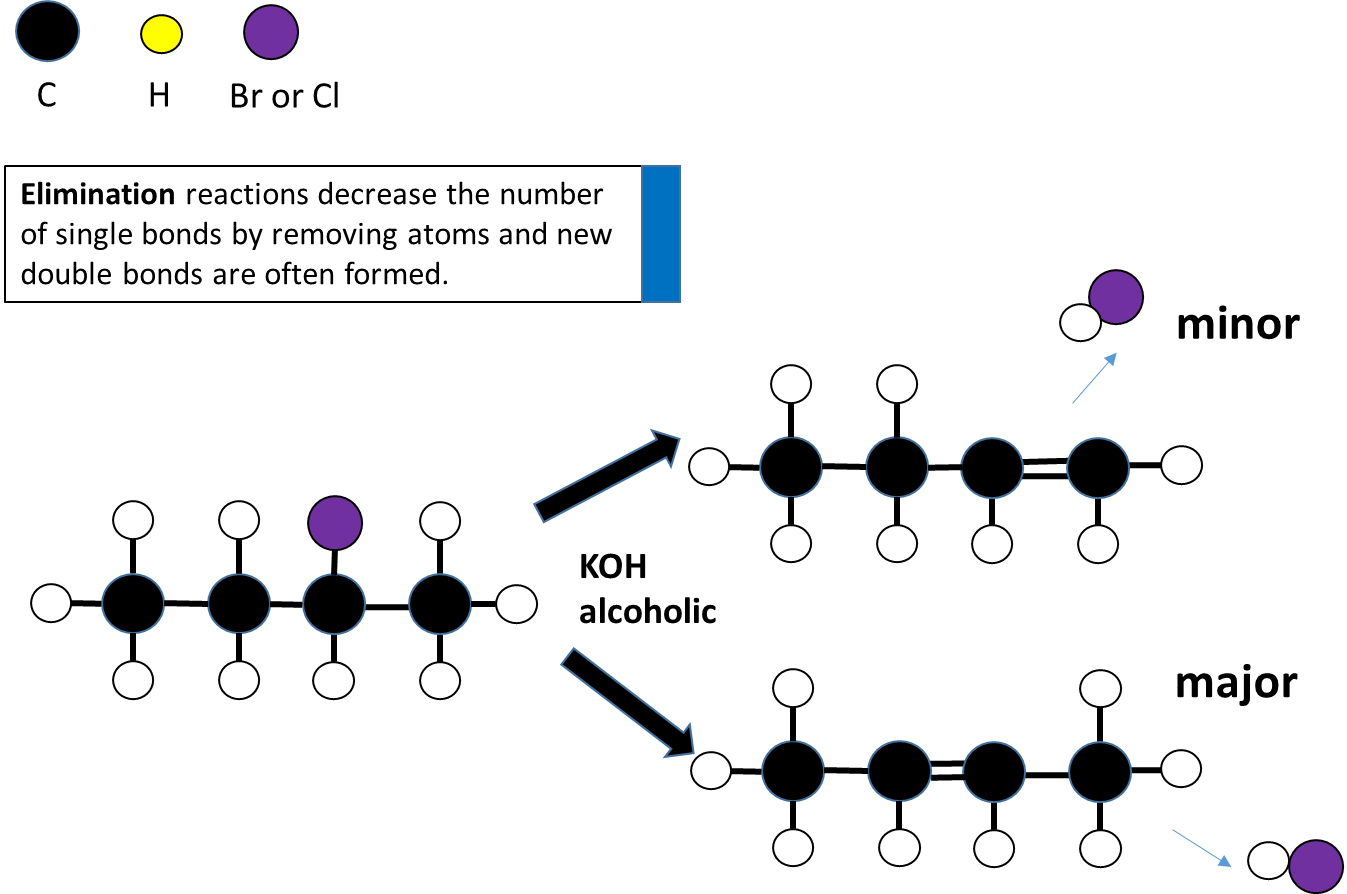 C H Br or Cl
Elimination reactions decrease the number
of single bonds by removing atoms and new
double bonds are often formed.
minor
KOH
alcoholic
major